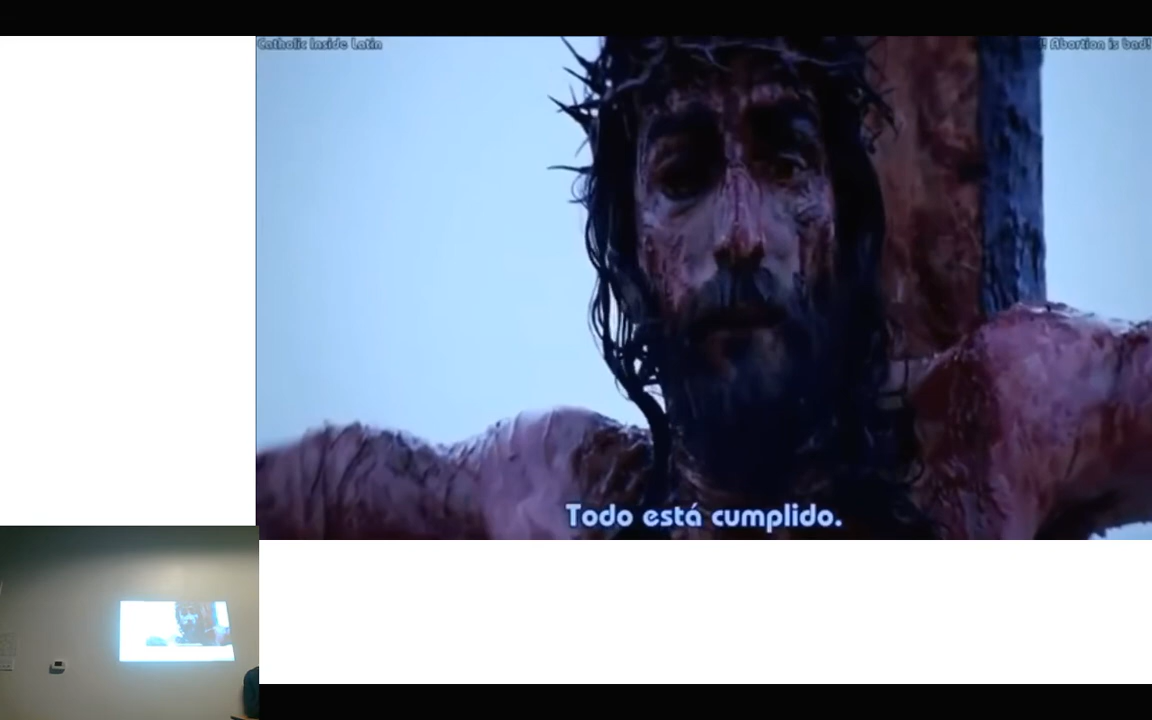 Catholic Inside Latin
! Abortion is bad!
Todo está cumplido.